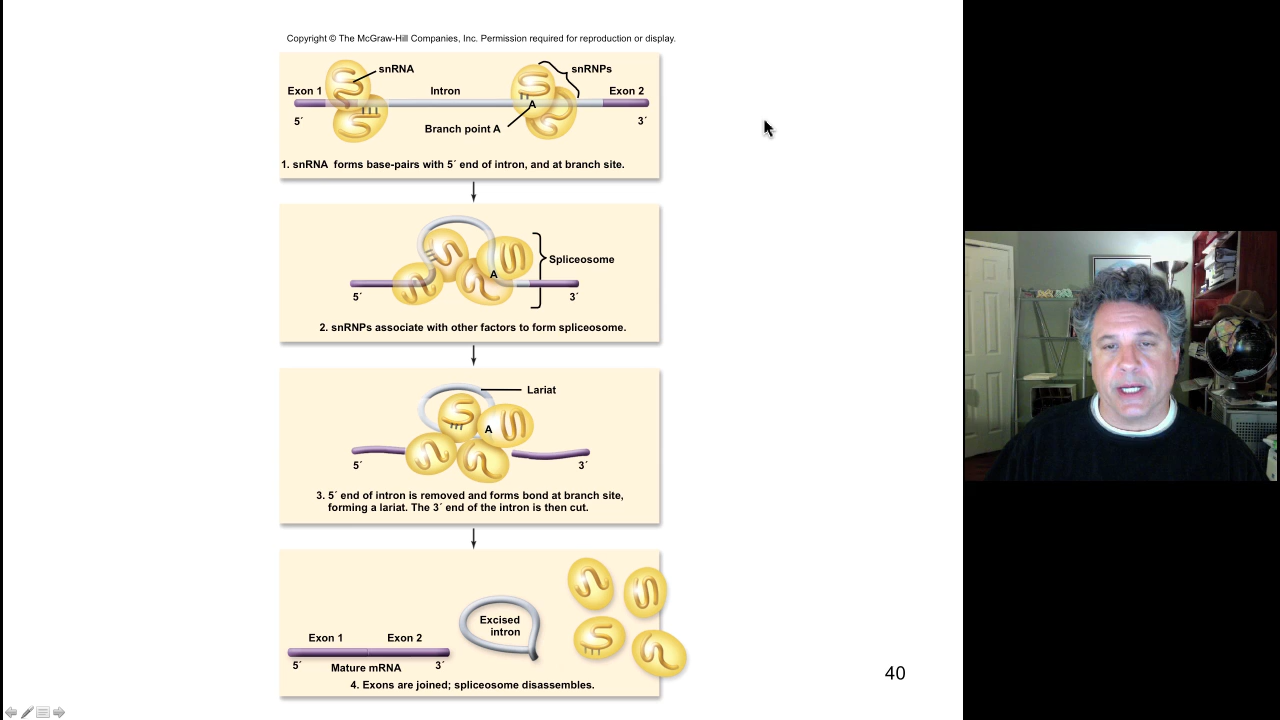 Copyright © The McGraw-Hill Companies, Inc. Permission required for reproduction or display.
snRNA
snRNPs
Exon 1
Intron
Exon 2
A
5´
Branch point A
3´
1. snRNA forms base-pairs with 5´ end of intron, and at branch site.
Spliceosome
A
5´
3´
2. snRNPs associate with other factors to form spliceosome.
Lariat
A
5´
3´
3. 5´ end of intron is removed and forms bond at branch site,
forming a lariat. The 3´ end of the intron is then cut.
Excised
intron
Exon 1
Exon 2
5´
Mature mRNA
3´
4. Exons are joined; spliceosome disassembles.
40